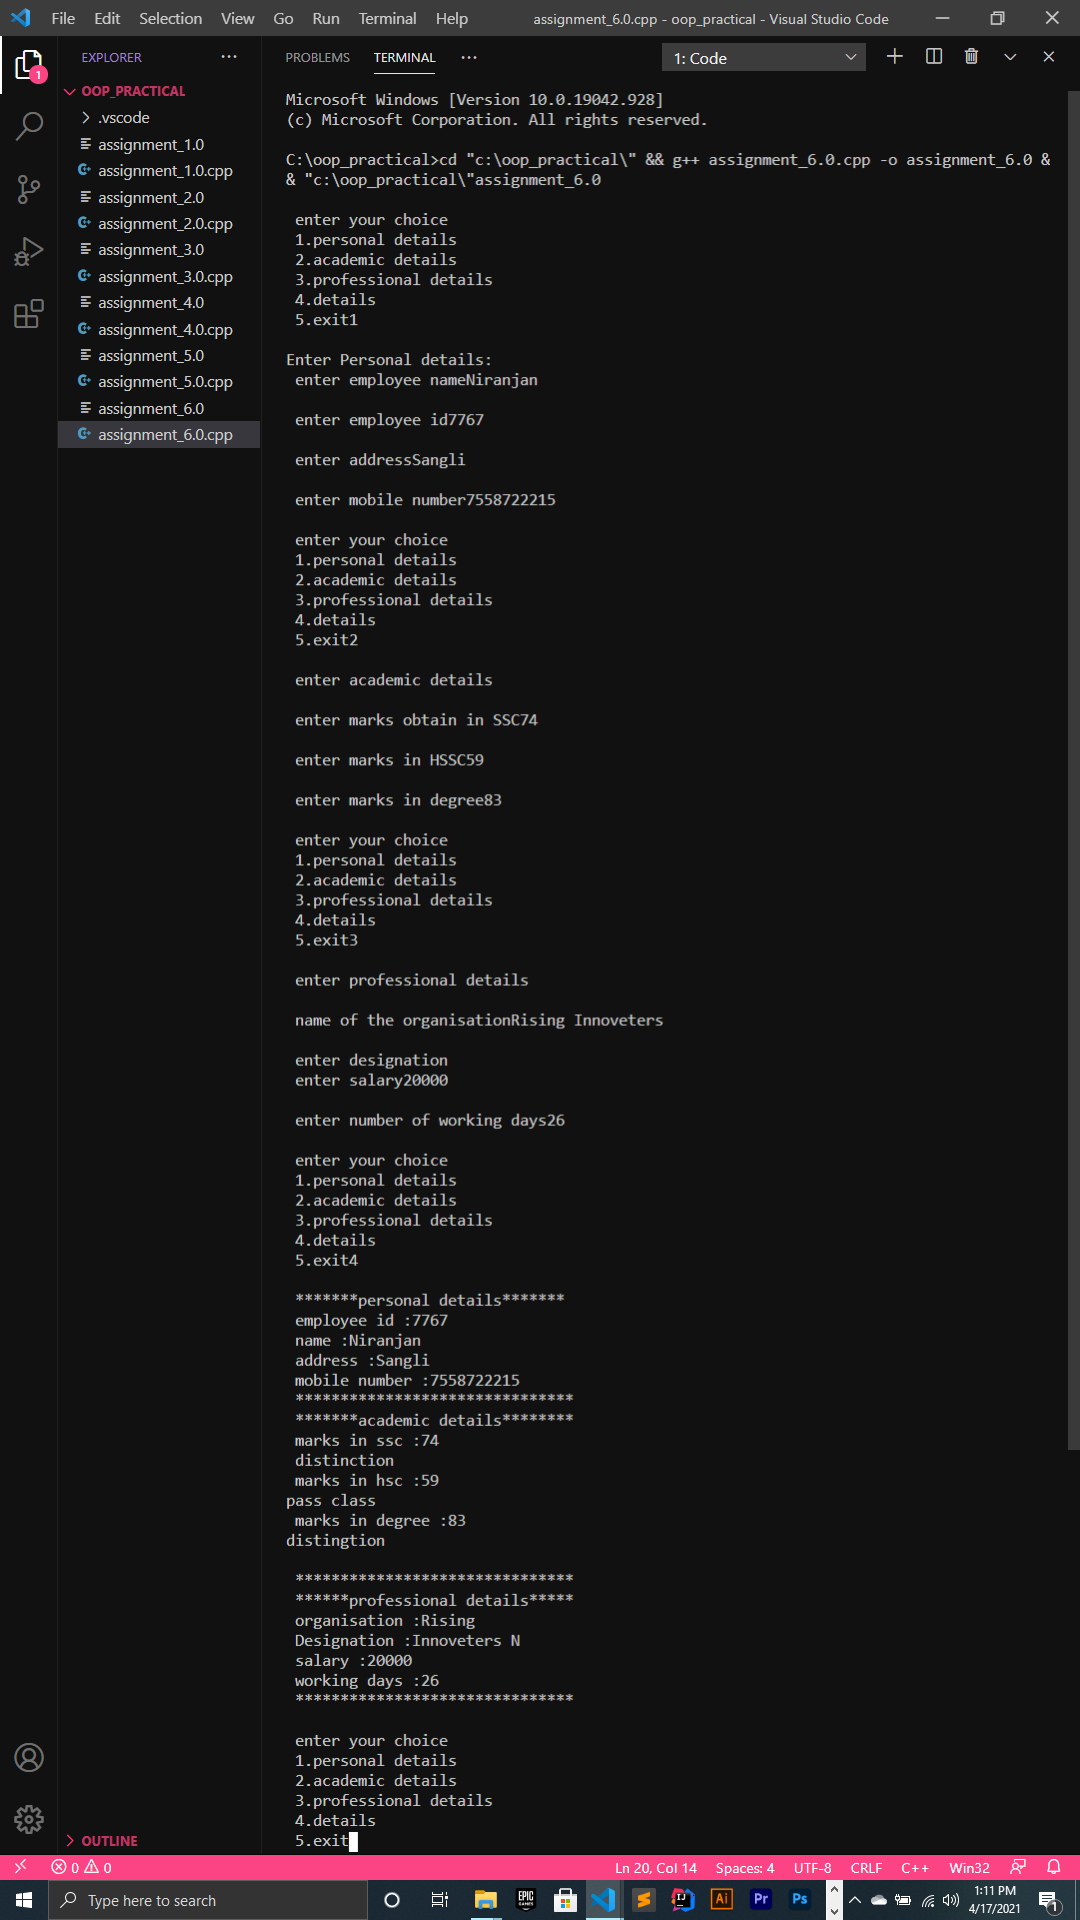 File Edit Selection View Go Run Terminal Help assignment_6.0.cpp - oop_practical - Visual Studio Code
1
EXPLORER ...
OOP_PRACTICAL
.vscode
assignment_1.0
assignment_1.0.cpp
assignment_2.0
assignment_2.0.cpp
assignment_3.0
assignment_3.0.cpp
assignment_4.0
assignment_4.0.cpp
assignment_5.0
assignment_5.0.cpp
assignment_6.0
assignment_6.0.cpp
OUTLINE
PROBLEMS TERMINAL ... 1: Code
Microsoft Windows [Version 10.0.19042.928]
(c) Microsoft Corporation. All rights reserved.
C:\oop_practical>cd "c:\oop_practical\" && g++ assignment_6.0.cpp -o assignment_6.0 &
& "c:\oop_practical\"assignment_6.0
enter your choice
1.personal details
2.academic details
3.professional details
4.details
5.exit1
Enter Personal details:
enter employee nameNiranjan
enter employee id7767
enter addressSangli
enter mobile number7558722215
enter your choice
1.personal details
2.academic details
3.professional details
4.details
5.exit2
enter academic details
enter marks obtain in SSC74
enter marks in HSSC59
enter marks in degree83
enter your choice
1.personal details
2.academic details
3.professional details
4.details
5.exit3
enter professional details
name of the organisationRising Innoveters
enter designation
enter salary20000
enter number of working days26
enter your choice
1.personal details
2.academic details
3.professional details
4.details
5.exit4
*******personal details*******
employee id :7767
name :Niranjan
address :Sangli
mobile number :7558722215
*******************************
*******academic details********
marks in ssc :74
distinction
marks in hsc :59
pass class
marks in degree :83
distingtion
*******************************
******professional details*****
organisation :Rising
Designation :Innoveters N
salary :20000
working days :26
*******************************
enter your choice
1.personal details
2.academic details
3.professional details
4.details
5.exit
0 0 Ln 20, Col 14 Spaces: 4 UTF-8 CRLF C++ Win32
Type here to search EPIC GAMES IJ Ai Pr Ps 1:11 PM
4/17/2021 1